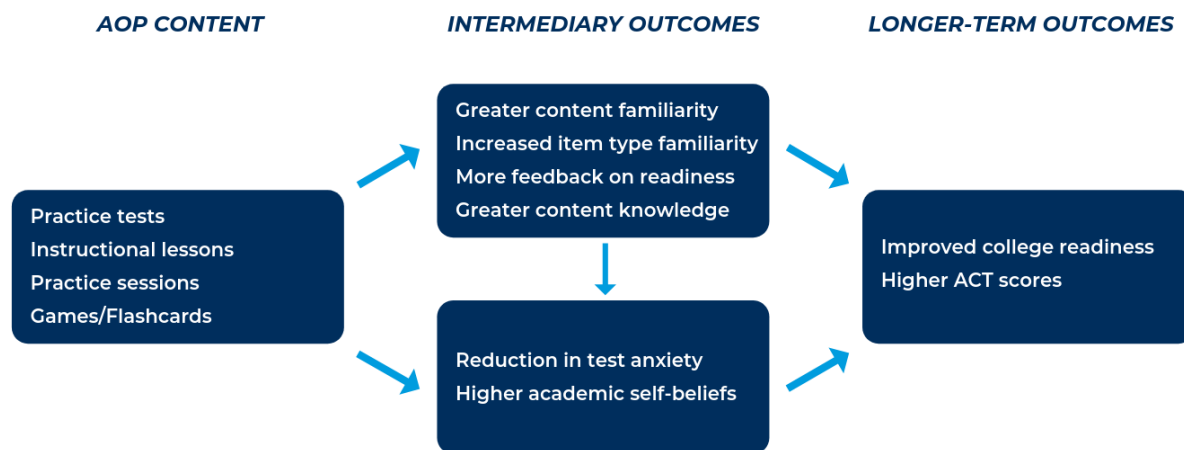 AOP CONTENT
INTERMEDIARY OUTCOMES
LONGER-TERM OUTCOMES
Practice tests
Instructional lessons
Practice sessions
Games/Flashcards
Greater content familiarity
Increased item type familiarity
More feedback on readiness
Greater content knowledge
Reduction in test anxiety
Higher academic self-beliefs
Improved college readiness
Higher ACT scores